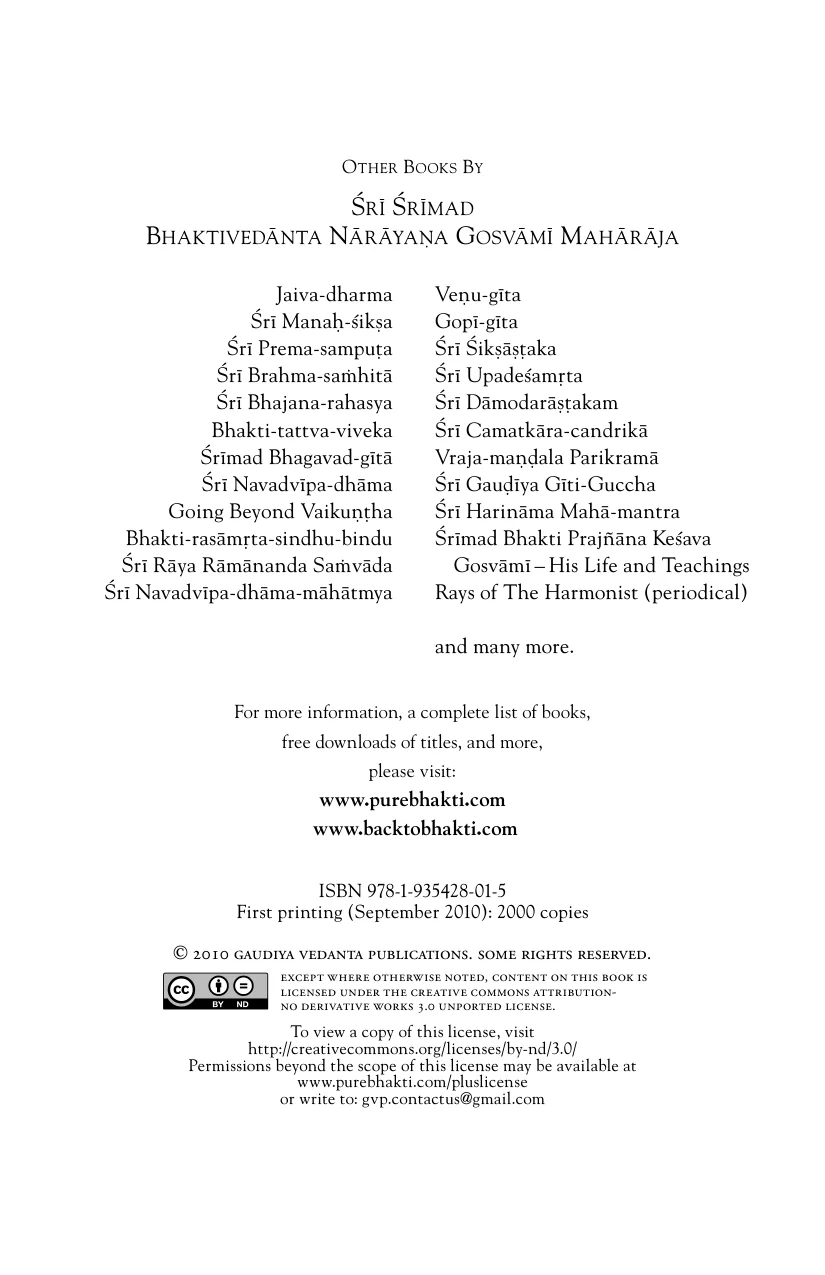 Other Books By
Śrī Śrīmad
Bhaktivedānta Nārāyaṇa Gosvāmī Mahārāja
Jaiva-dharma
Śrī Manaḥ-śikṣa
Śrī Prema-sampuṭa
Śrī Brahma-saṁhitā
Śrī Bhajana-rahasya
Bhakti-tattva-viveka
Śrīmad Bhagavad-gītā
Śrī Navadvīpa-dhāma
Going Beyond Vaikuṇṭha
Bhakti-rasāmṛta-sindhu-bindu
Śrī Rāya Rāmānanda Saṁvāda
Śrī Navadvīpa-dhāma-māhātmya
Veṇu-gīta
Gopī-gīta
Śrī Śikṣāṣṭaka
Śrī Upadeśamṛta
Śrī Dāmodarāṣṭakam
Śrī Camatkāra-candrikā
Vraja-maṇḍala Parikramā
Śrī Gauḍīya Gīti-Guccha
Śrī Harināma Mahā-mantra
Śrīmad Bhakti Prajñāna Keśava
Gosvāmī – His Life and Teachings
Rays of The Harmonist (periodical)
and many more.
For more information, a complete list of books,
free downloads of titles, and more,
please visit:
www.purebhakti.com
www.backtobhakti.com
ISBN 978-1-935428-01-5
First printing (September 2010): 2000 copies
© 2010 Gaudiya Vedanta Publications. Some rights reserved.
cc BY ND
Except where otherwise noted, content on this book is
licensed under the Creative Commons Attribution-
No Derivative Works 3.0 Unported License.
To view a copy of this license, visit
http://creativecommons.org/licenses/by-nd/3.0/
Permissions beyond the scope of this license may be available at
www.purebhakti.com/pluslicense
or write to: gvp.contactus@gmail.com